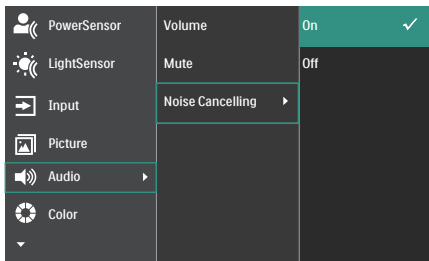 PowerSensor
LightSensor
Input
Picture
Audio
Color
Volume
Mute
Noise Cancelling
On
Off